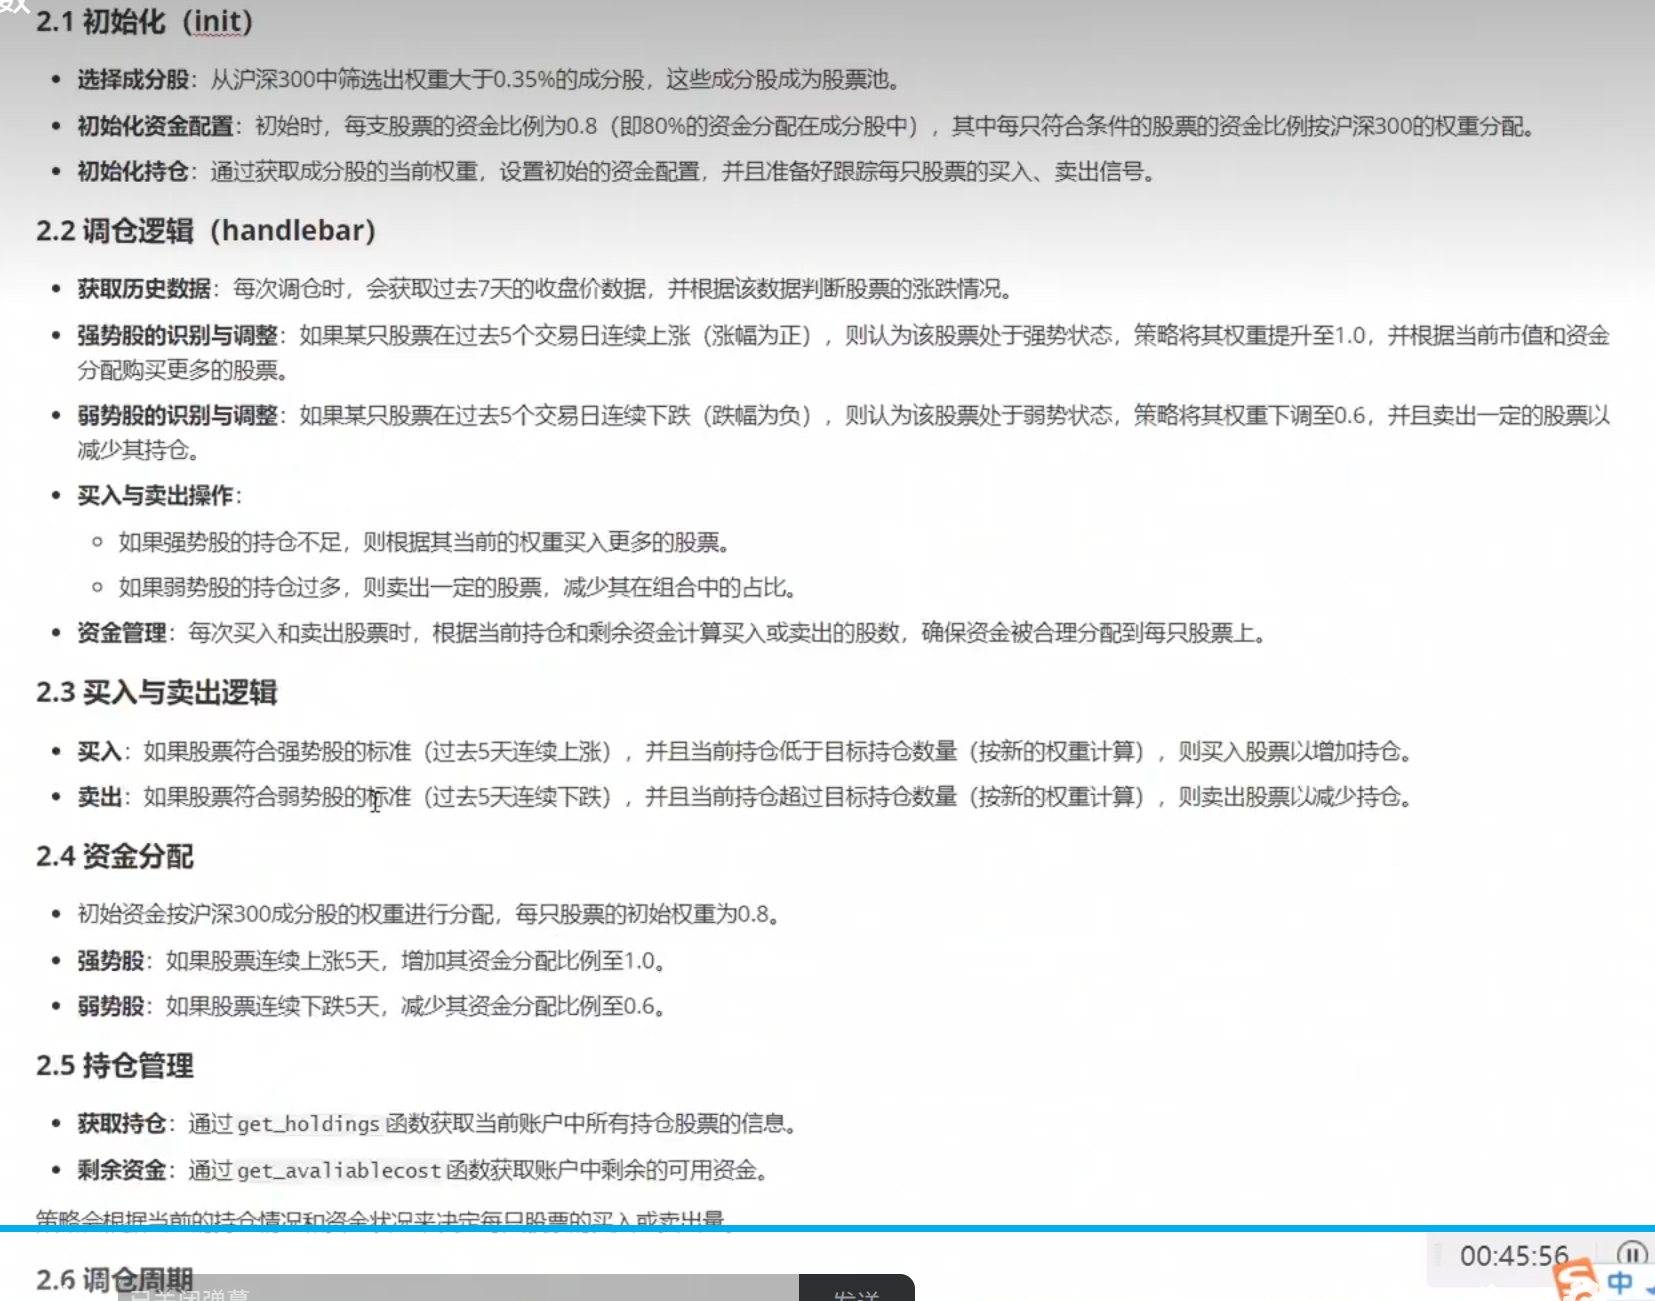 数
2.1 初始化（init）
• 选择成分股：从沪深300中筛选出权重大于0.35%的成分股，这些成分股成为股票池。
• 初始化资金配置：初始时，每支股票的资金比例为0.8（即80%的资金分配在成分股中），其中每只符合条件的股票的资金比例按沪深300的权重分配。
• 初始化持仓：通过获取成分股的当前权重，设置初始的资金配置，并且准备好跟踪每只股票的买入、卖出信号。
2.2 调仓逻辑（handlebar）
• 获取历史数据：每次调仓时，会获取过去7天的收盘价数据，并根据该数据判断股票的涨跌情况。
• 强势股的识别与调整：如果某只股票在过去5个交易日连续上涨（涨幅为正），则认为该股票处于强势状态，策略将其权重提升至1.0，并根据当前市值和资金
分配购买更多的股票。
• 弱势股的识别与调整：如果某只股票在过去5个交易日连续下跌（跌幅为负），则认为该股票处于弱势状态，策略将其权重下调至0.6，并且卖出一定的股票以
减少其持仓。
• 买入与卖出操作：
◦ 如果强势股的持仓不足，则根据其当前的权重买入更多的股票。
◦ 如果弱势股的持仓过多，则卖出一定的股票，减少其在组合中的占比。
• 资金管理：每次买入和卖出股票时，根据当前持仓和剩余资金计算买入或卖出的股数，确保资金被合理分配到每只股票上。
2.3 买入与卖出逻辑
• 买入：如果股票符合强势股的标准（过去5天连续上涨），并且当前持仓低于目标持仓数量（按新的权重计算），则买入股票以增加持仓。
• 卖出：如果股票符合弱势股的标准（过去5天连续下跌），并且当前持仓超过目标持仓数量（按新的权重计算），则卖出股票以减少持仓。
2.4 资金分配
• 初始资金按沪深300成分股的权重进行分配，每只股票的初始权重为0.8。
• 强势股：如果股票连续上涨5天，增加其资金分配比例至1.0。
• 弱势股：如果股票连续下跌5天，减少其资金分配比例至0.6。
2.5 持仓管理
• 获取持仓：通过get_holdings函数获取当前账户中所有持仓股票的信息。
• 剩余资金：通过get_avaliablecost函数获取账户中剩余的可用资金。
策略会根据当前的持仓情况和资金状况来决定每只股票的买入或卖出量。
00:45:56
中
2.6 调仓周期
已关闭弹幕
发送